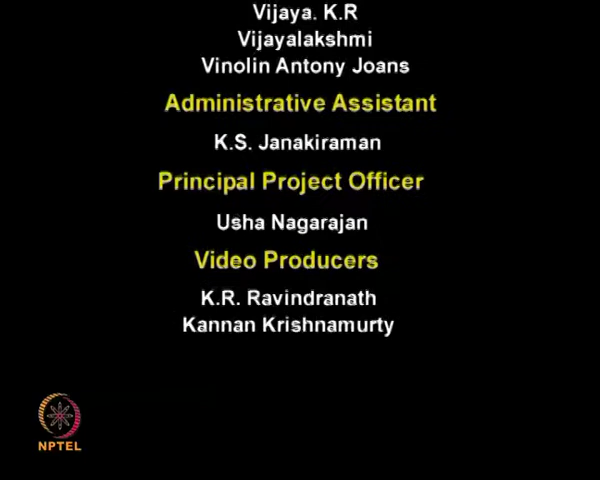 Vijaya. K.R
Vijayalakshmi
Vinolin Antony Joans
Administrative Assistant
K.S. Janakiraman
Principal Project Officer
Usha Nagarajan
Video Producers
K.R. Ravindranath
Kannan Krishnamurty
NPTEL